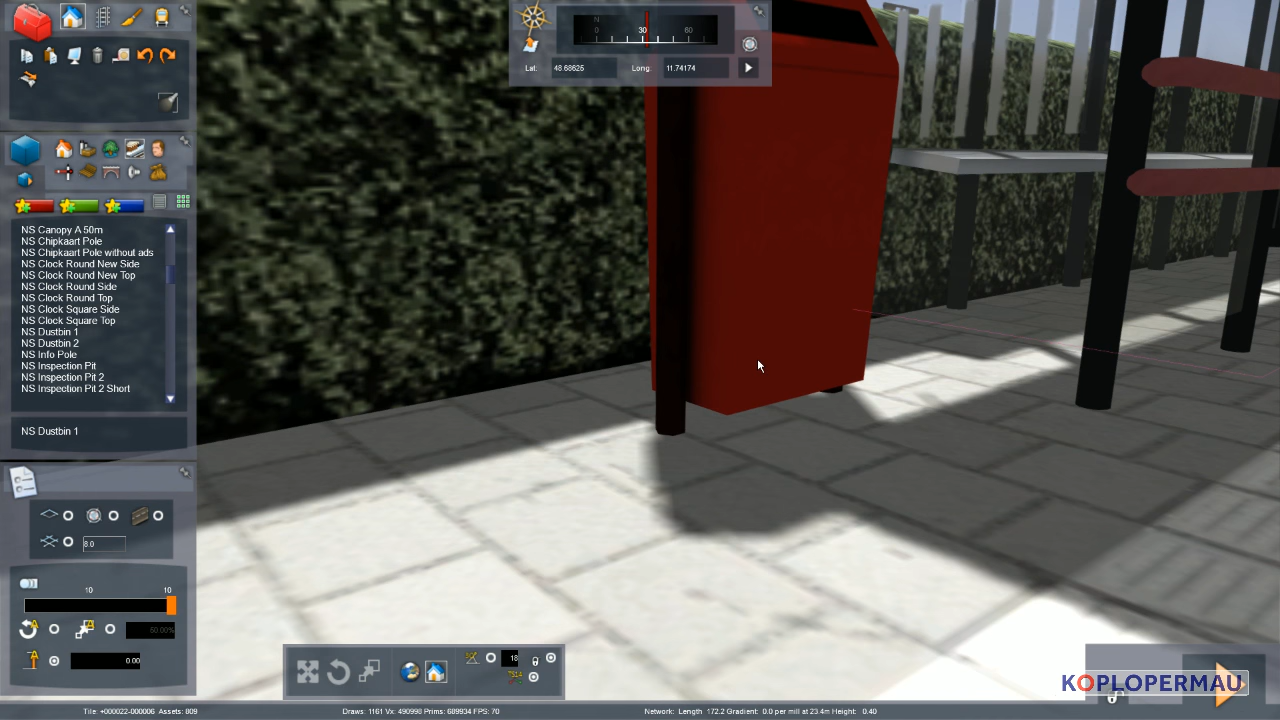 N
0 30 60
Lat: 48.68625 Long: 11.74174
NS Canopy A 50m
NS Chipkaart Pole
NS Chipkaart Pole without ads
NS Clock Round New Side
NS Clock Round New Top
NS Clock Round Side
NS Clock Round Top
NS Clock Square Side
NS Clock Square Top
NS Dustbin 1
NS Dustbin 2
NS Info Pole
NS Inspection Pit
NS Inspection Pit 2
NS Inspection Pit 2 Short
NS Dustbin 1
8.0
10 10
50.00%
0.00
18
KOPLOPERMAU
Tile: +000022-000006 Assets: 809 Draws: 1161 Vx: 490998 Prims: 689934 FPS: 70 Network: Length 172.2 Gradient: 0.0 per mill at 23.4m Height: 0.40